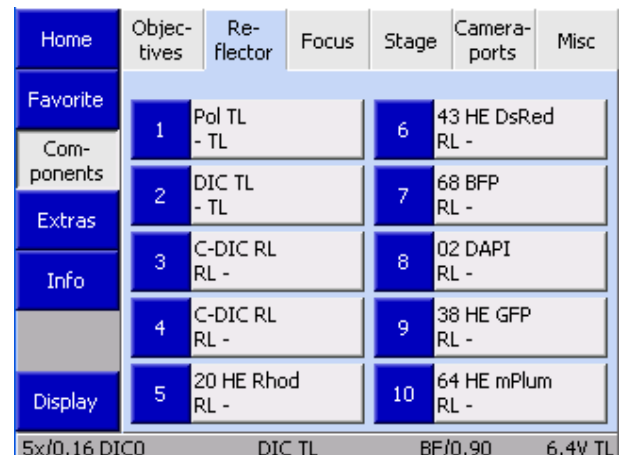 Home
Objec-
tives
Re-
flector
Focus
Stage
Camera-
ports
Misc
Favorite
Com-
ponents
Extras
Info
Display
1
Pol TL
- TL
2
DIC TL
- TL
3
C-DIC RL
RL -
4
C-DIC RL
RL -
5
20 HE Rhod
RL -
6
43 HE DsRed
RL -
7
68 BFP
RL -
8
02 DAPI
RL -
9
38 HE GFP
RL -
10
64 HE mPlum
RL -
5x/0.16 DIC0 DIC TL BF/0.90 6.4V TL